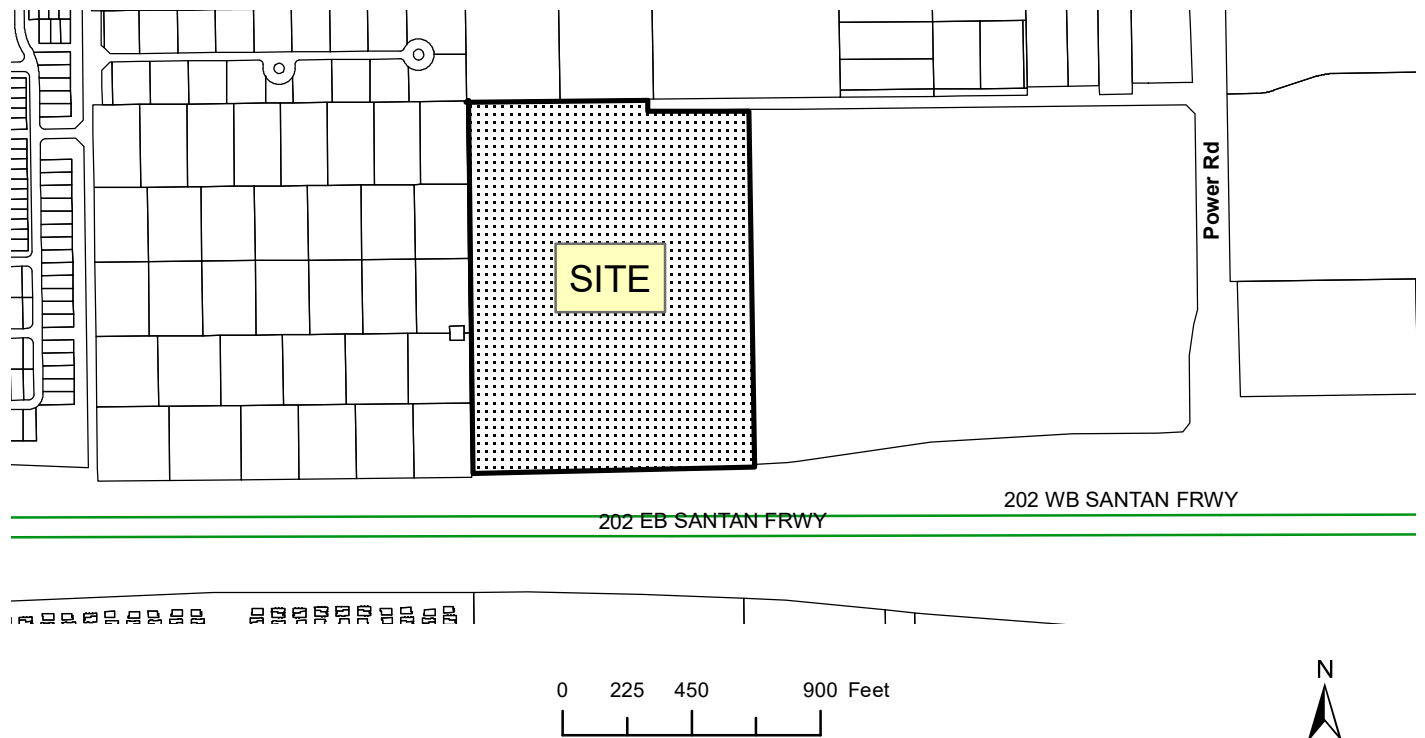 Power Rd
SITE
202 WB SANTAN FRWY
202 EB SANTAN FRWY
N
0 225 450 900 Feet